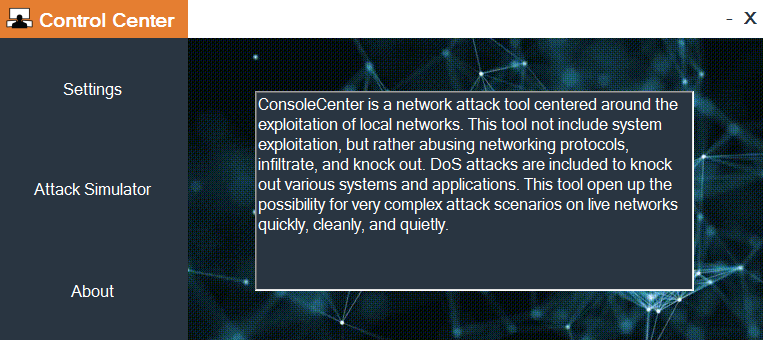 Control Center
- X
Settings
Attack Simulator
About
ConsoleCenter is a network attack tool centered around the
exploitation of local networks. This tool not include system
exploitation, but rather abusing networking protocols,
infiltrate, and knock out. DoS attacks are included to knock
out various systems and applications. This tool open up the
possibility for very complex attack scenarios on live networks
quickly, cleanly, and quietly.